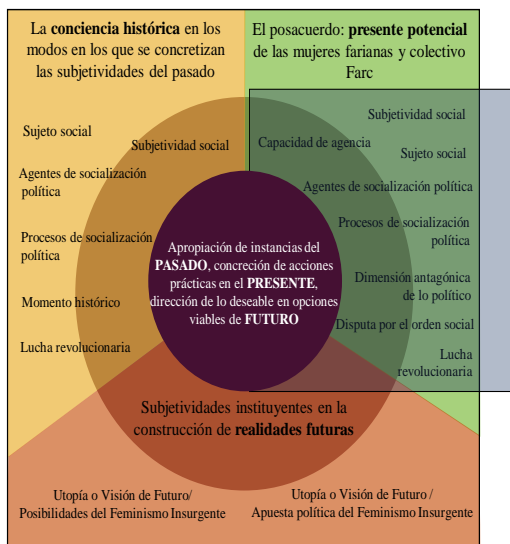 La conciencia histórica en los
modos en los que se concretizan
las subjetividades del pasado
El posacuerdo: presente potencial
de las mujeres farianas y colectivo
Farc
Sujeto social
Subjetividad social
Agentes de socialización
política
Procesos de socialización
política
Momento histórico
Lucha revolucionaria
Subjetividad social
Capacidad de agencia
Sujeto social
Agentes de socialización política
Procesos de socialización
política
Dimensión antagónica
de lo político
Disputa por el orden social
Lucha
revolucionaria
Apropiación de instancias del
PASADO, concreción de acciones
prácticas en el PRESENTE,
dirección de lo deseable en opciones
viables de FUTURO
Subjetividades instituyentes en la
construcción de realidades futuras
Utopía o Visión de Futuro/
Posibilidades del Feminismo Insurgente
Utopía o Visión de Futuro /
Apuesta política del Feminismo Insurgente